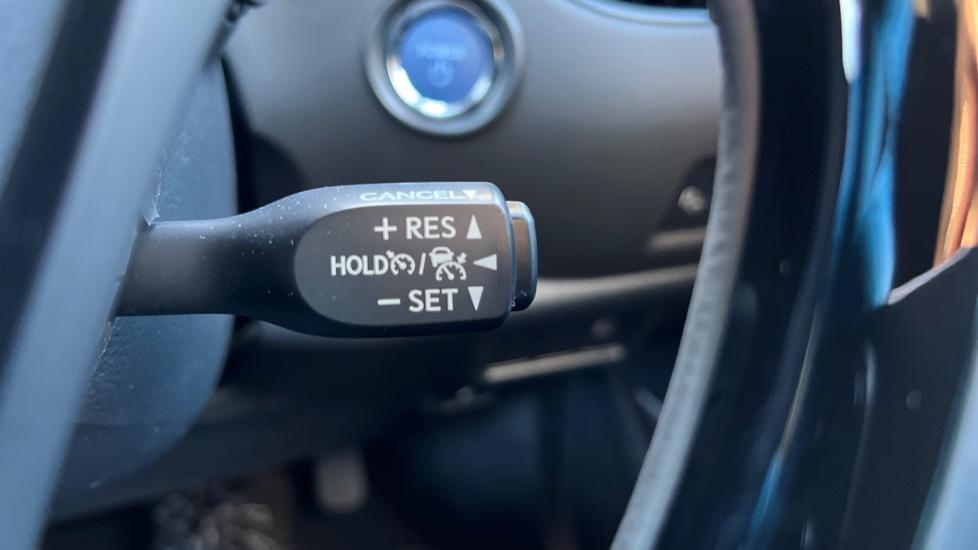 CANCEL▼
+ RES ▲
HOLD / ◄
− SET ▼